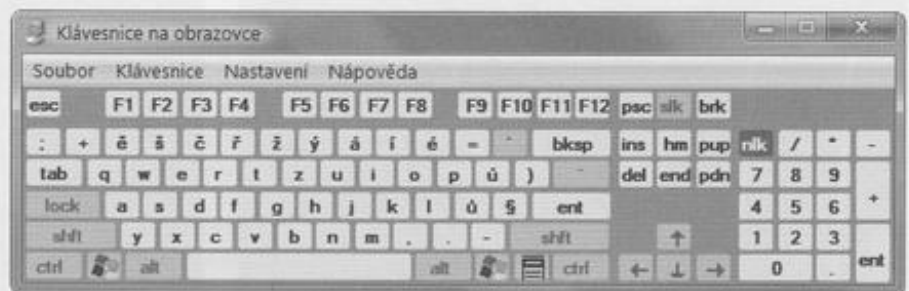 Klávesnice na obrazovce
Soubor Klávesnice Nastavení Nápověda
esc F1 F2 F3 F4 F5 F6 F7 F8 F9 F10 F11 F12 psc slk brk
; + ě š č ř ž ý á í é = ´ bksp ins hm pup nlk / * -
tab q w e r t z u i o p ú ) ¨ del end pdn 7 8 9 +
lock a s d f g h j k l ů § ent 4 5 6
shft y x c v b n m , . - shft ↑ 1 2 3 ent
ctrl alt alt ctrl ← ↓ → 0 .